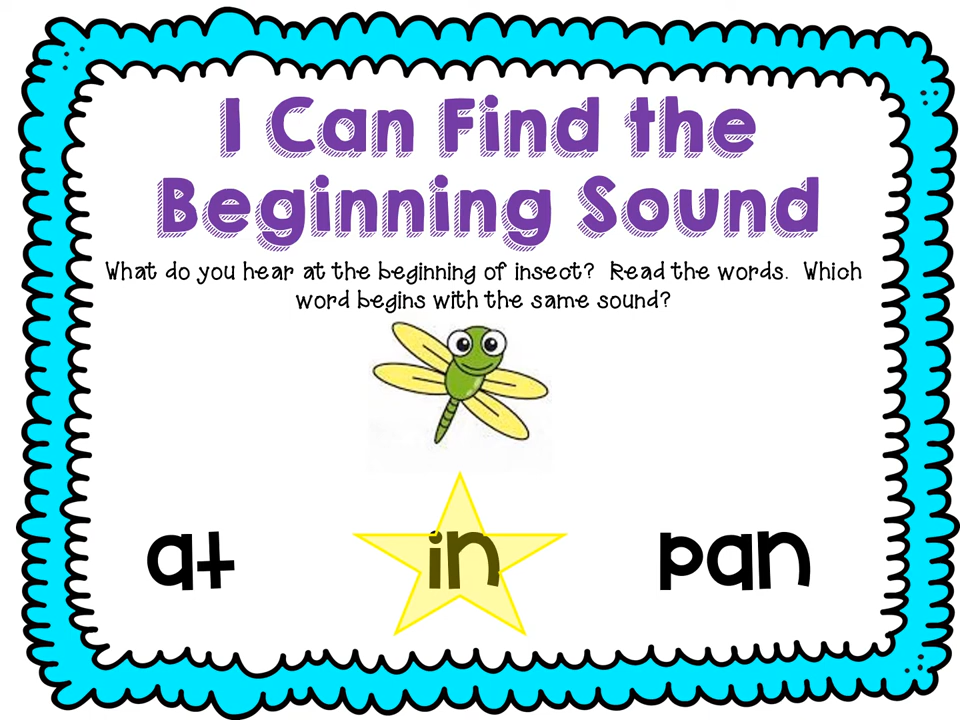 I Can Find the
Beginning Sound
What do you hear at the beginning of insect?  Read the words.  Which
word begins with the same sound?
at in pan